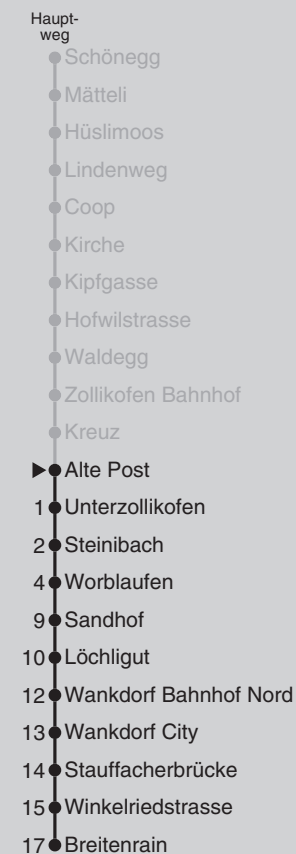 Haupt-
weg
Schönegg
Mätteli
Hüslimoos
Lindenweg
Coop
Kirche
Kipfgasse
Hofwilstrasse
Waldegg
Zollikofen Bahnhof
Kreuz
Alte Post
1 Unterzollikofen
2 Steinibach
4 Worblaufen
9 Sandhof
10 Löchligut
12 Wankdorf Bahnhof Nord
13 Wankdorf City
14 Stauffacherbrücke
15 Winkelriedstrasse
17 Breitenrain